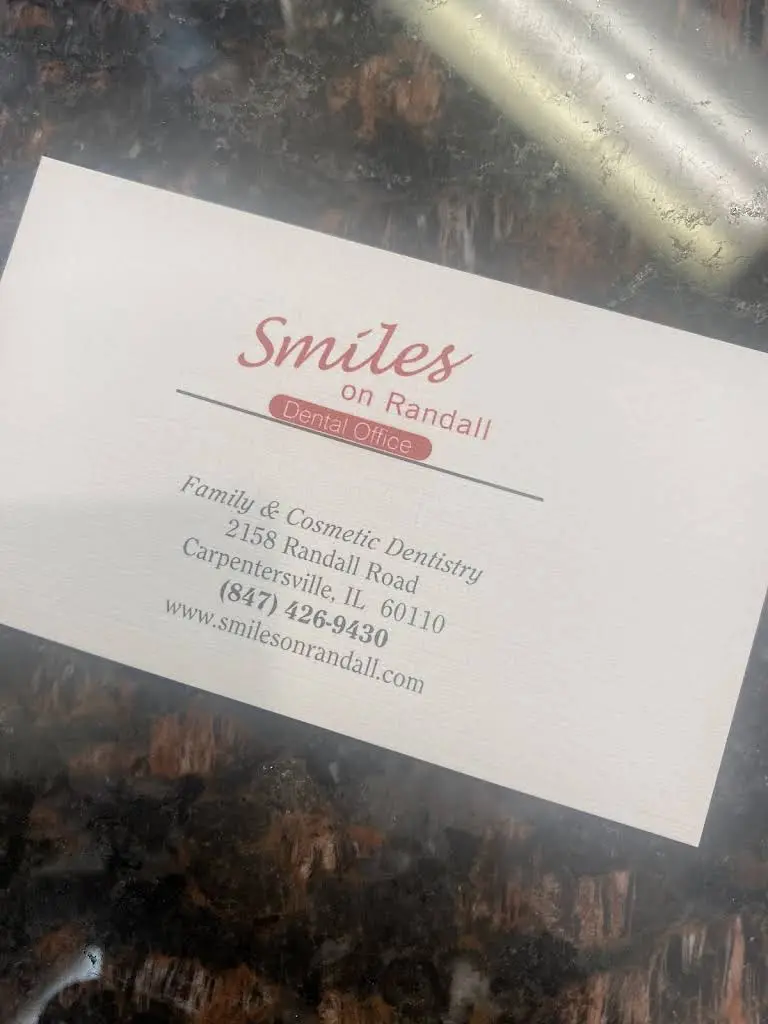 Smiles
on Randall
Dental Office
Family & Cosmetic Dentistry
2158 Randall Road
Carpentersville, IL 60110
(847) 426-9430
www.smilesonrandall.com